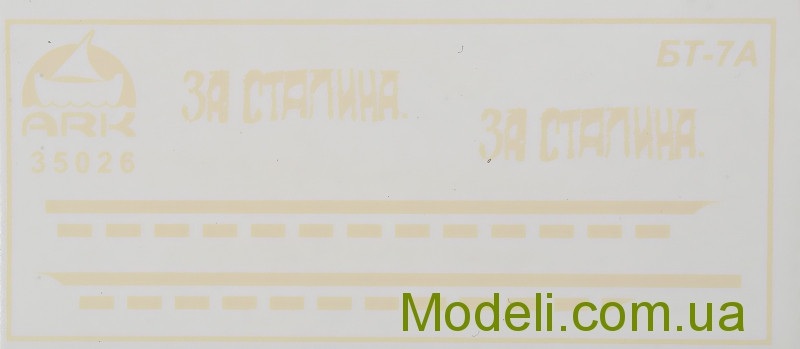 БТ-7А
ARK
35026
ЗА СТАЛИНА.
ЗА СТАЛИНА.
Modeli.com.ua